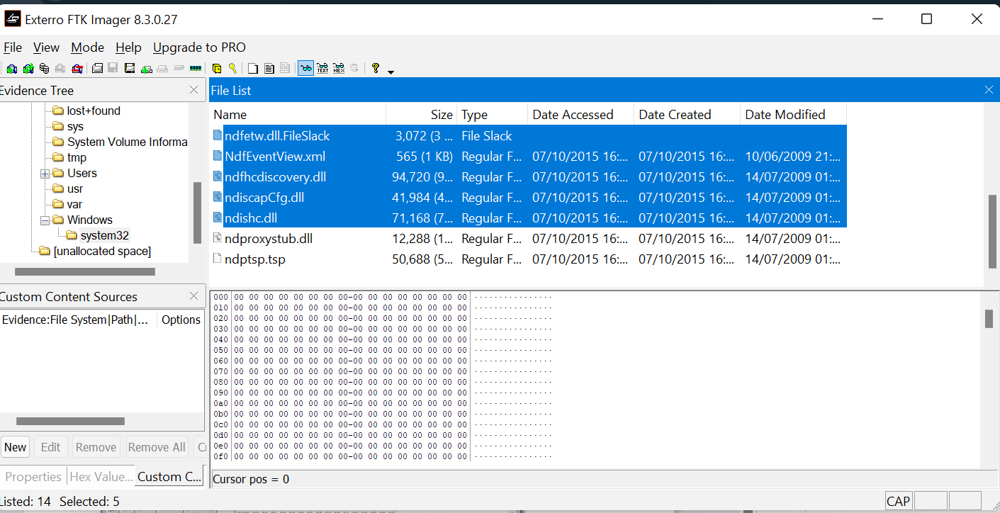 Exterro FTK Imager 8.3.0.27
File View Mode Help Upgrade to PRO
TEXT HEX
Evidence Tree
lost+found
sys
System Volume Informa
tmp
Users
usr
var
Windows
system32
[unallocated space]
Custom Content Sources
Evidence:File System|Path|... Options
New Edit Remove Remove All Cr
Properties Hex Value... Custom C...
File List
Name Size Type Date Accessed Date Created Date Modified
ndfetw.dll.FileSlack 3,072 (3 ... File Slack
NdfEventView.xml 565 (1 KB) Regular F... 07/10/2015 16:... 07/10/2015 16:... 10/06/2009 21:...
ndfhcdiscovery.dll 94,720 (9... Regular F... 07/10/2015 16:... 07/10/2015 16:... 14/07/2009 01:...
ndiscapCfg.dll 41,984 (4... Regular F... 07/10/2015 16:... 07/10/2015 16:... 14/07/2009 01:...
ndishc.dll 71,168 (7... Regular F... 07/10/2015 16:... 07/10/2015 16:... 14/07/2009 01:...
ndproxystub.dll 12,288 (1... Regular F... 07/10/2015 16:... 07/10/2015 16:... 14/07/2009 01:...
ndptsp.tsp 50,688 (5... Regular F... 07/10/2015 16:... 07/10/2015 16:... 14/07/2009 01:...
000 00 00 00 00 00 00 00 00-00 00 00 00 00 00 00 00 ················
010 00 00 00 00 00 00 00 00-00 00 00 00 00 00 00 00 ················
020 00 00 00 00 00 00 00 00-00 00 00 00 00 00 00 00 ················
030 00 00 00 00 00 00 00 00-00 00 00 00 00 00 00 00 ················
040 00 00 00 00 00 00 00 00-00 00 00 00 00 00 00 00 ················
050 00 00 00 00 00 00 00 00-00 00 00 00 00 00 00 00 ················
060 00 00 00 00 00 00 00 00-00 00 00 00 00 00 00 00 ················
070 00 00 00 00 00 00 00 00-00 00 00 00 00 00 00 00 ················
080 00 00 00 00 00 00 00 00-00 00 00 00 00 00 00 00 ················
090 00 00 00 00 00 00 00 00-00 00 00 00 00 00 00 00 ················
0a0 00 00 00 00 00 00 00 00-00 00 00 00 00 00 00 00 ················
0b0 00 00 00 00 00 00 00 00-00 00 00 00 00 00 00 00 ················
0c0 00 00 00 00 00 00 00 00-00 00 00 00 00 00 00 00 ················
0d0 00 00 00 00 00 00 00 00-00 00 00 00 00 00 00 00 ················
0e0 00 00 00 00 00 00 00 00-00 00 00 00 00 00 00 00 ················
0f0 00 00 00 00 00 00 00 00-00 00 00 00 00 00 00 00 ················
Cursor pos = 0
Listed: 14 Selected: 5
CAP